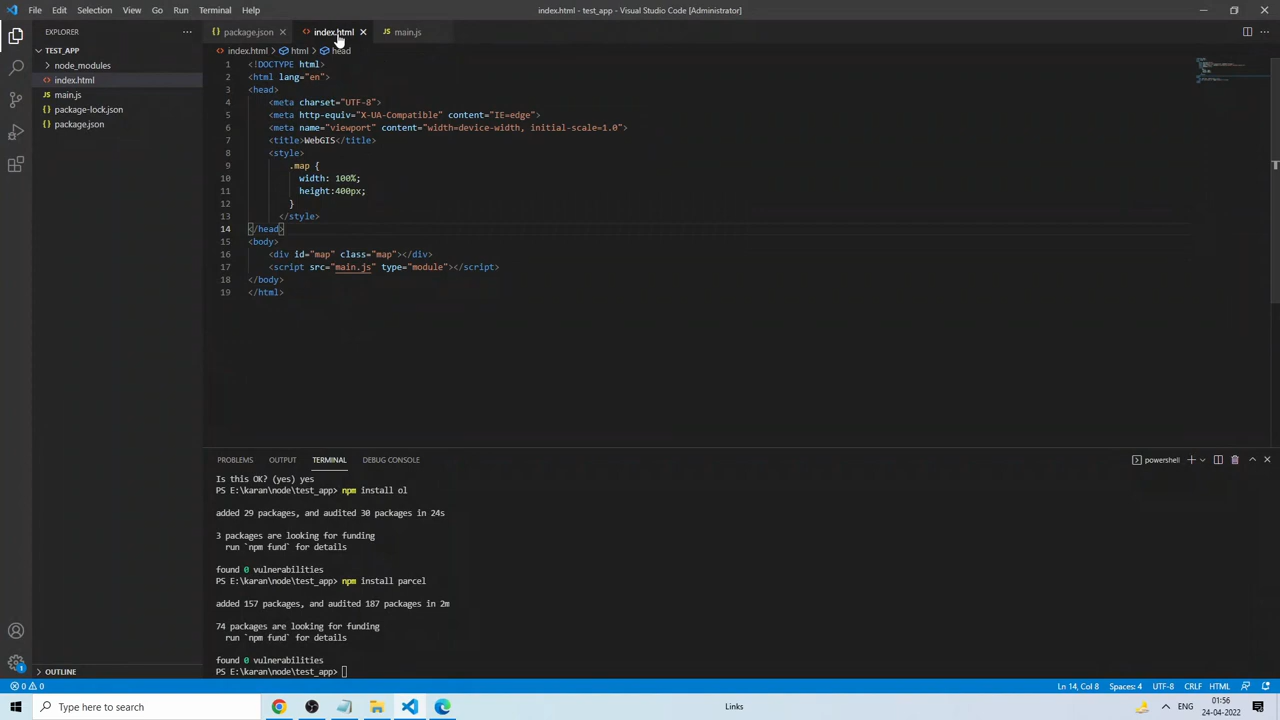 File Edit Selection View Go Run Terminal Help
index.html - test_app - Visual Studio Code [Administrator]
EXPLORER
package.json
index.html
main.js
TEST_APP
index.html > html > head
node_modules
index.html
main.js
package-lock.json
package.json
1 <!DOCTYPE html>
2 <html lang="en">
3 <head>
4 <meta charset="UTF-8">
5 <meta http-equiv="X-UA-Compatible" content="IE=edge">
6 <meta name="viewport" content="width=device-width, initial-scale=1.0">
7 <title>WebGIS</title>
8 <style>
9 .map {
10 width: 100%;
11 height:400px;
12 }
13 </style>
14 </head>
15 <body>
16 <div id="map" class="map"></div>
17 <script src="main.js" type="module"></script>
18 </body>
19 </html>
PROBLEMS OUTPUT TERMINAL DEBUG CONSOLE
powershell
Is this OK? (yes) yes
PS E:\karan\node\test_app> npm install ol
added 29 packages, and audited 30 packages in 24s
3 packages are looking for funding
run `npm fund` for details
found 0 vulnerabilities
PS E:\karan\node\test_app> npm install parcel
added 157 packages, and audited 187 packages in 2m
74 packages are looking for funding
run `npm fund` for details
found 0 vulnerabilities
PS E:\karan\node\test_app>
OUTLINE
1
0 0
Ln 14, Col 8 Spaces: 4 UTF-8 CRLF HTML
Type here to search
Links
ENG
01:56
24-04-2022